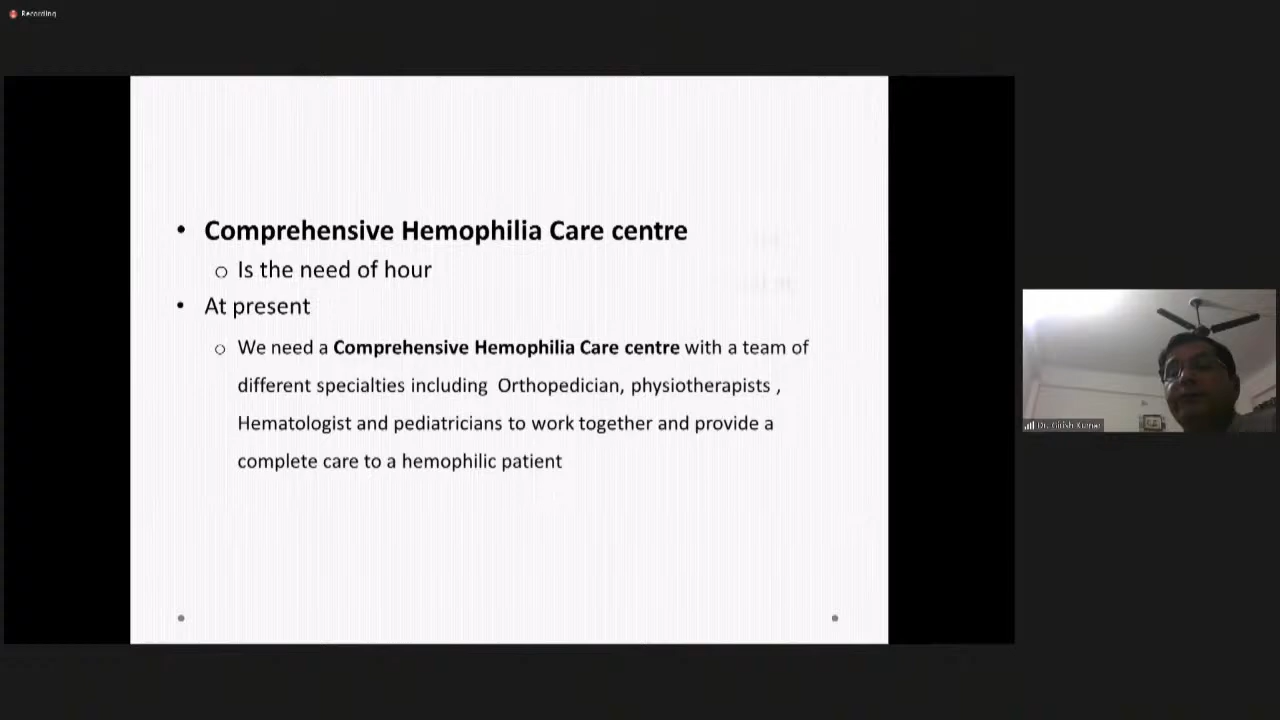 Recording
• Comprehensive Hemophilia Care centre
o Is the need of hour
• At present
o We need a Comprehensive Hemophilia Care centre with a team of
different specialties including Orthopedician, physiotherapists ,
Hematologist and pediatricians to work together and provide a
complete care to a hemophilic patient
Dr. Girish Kumar